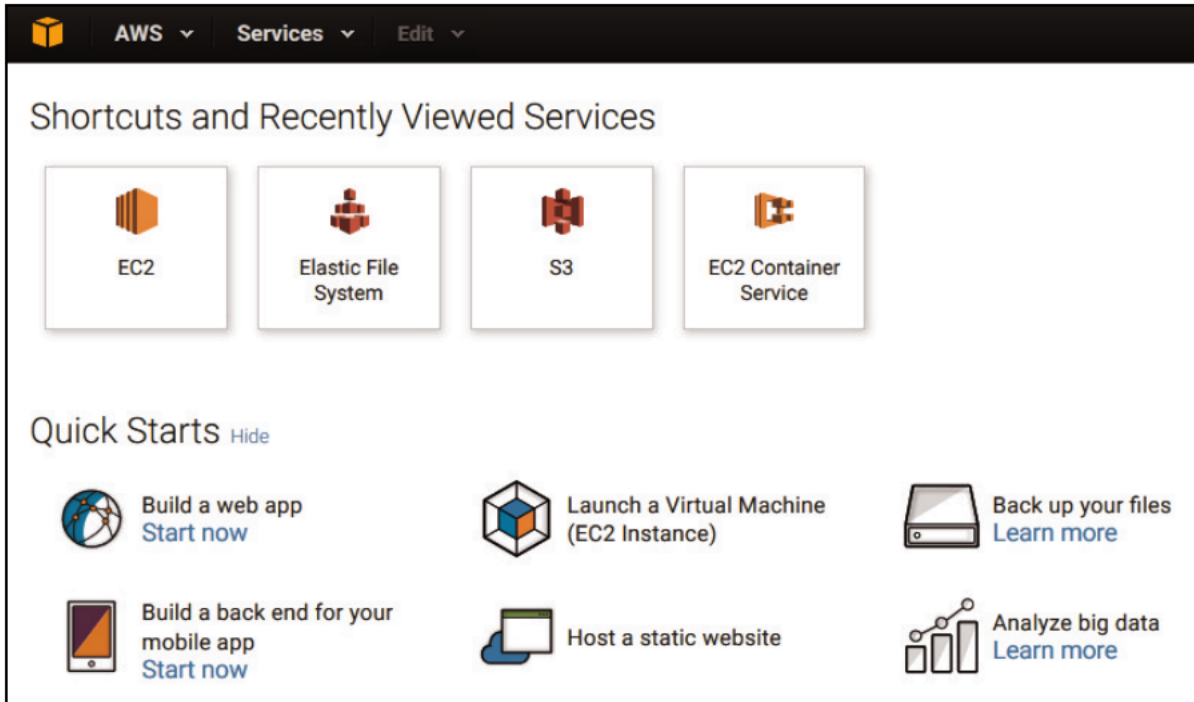 AWS Services Edit
Shortcuts and Recently Viewed Services
EC2
Elastic File
System
S3
EC2 Container
Service
Quick Starts Hide
Build a web app
Start now
Launch a Virtual Machine
(EC2 Instance)
Back up your files
Learn more
Build a back end for your
mobile app
Start now
Host a static website
Analyze big data
Learn more